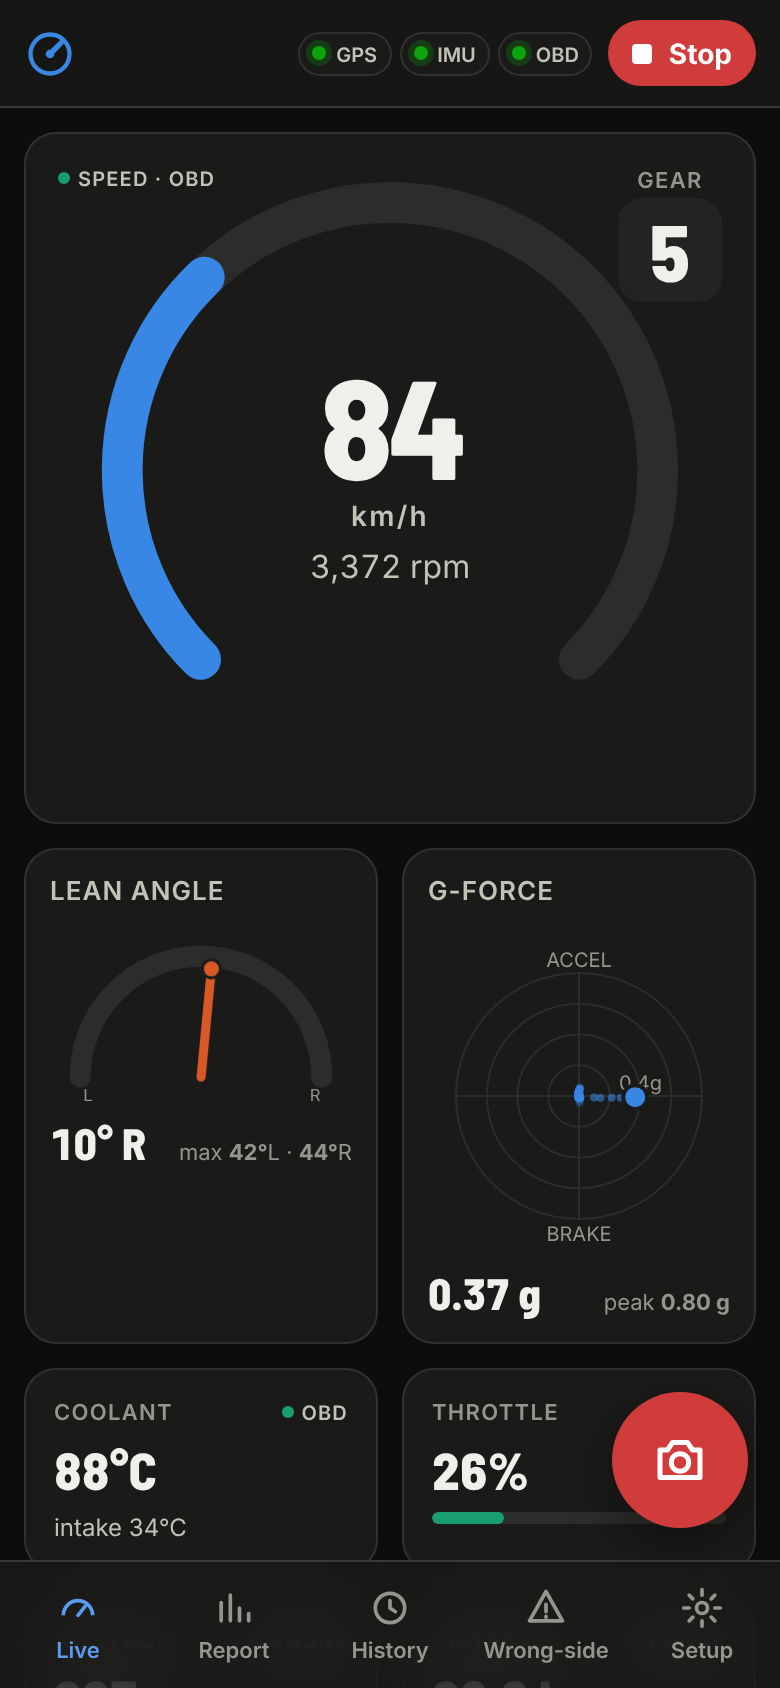 GPS IMU OBD Stop
SPEED · OBD
GEAR
5
84
km/h
3,372 rpm
LEAN ANGLE
L R
10° R max 42°L · 44°R
G-FORCE
ACCEL
0.4g
BRAKE
0.37 g peak 0.80 g
COOLANT OBD
88°C
intake 34°C
THROTTLE
26%
Live Report History Wrong-side Setup